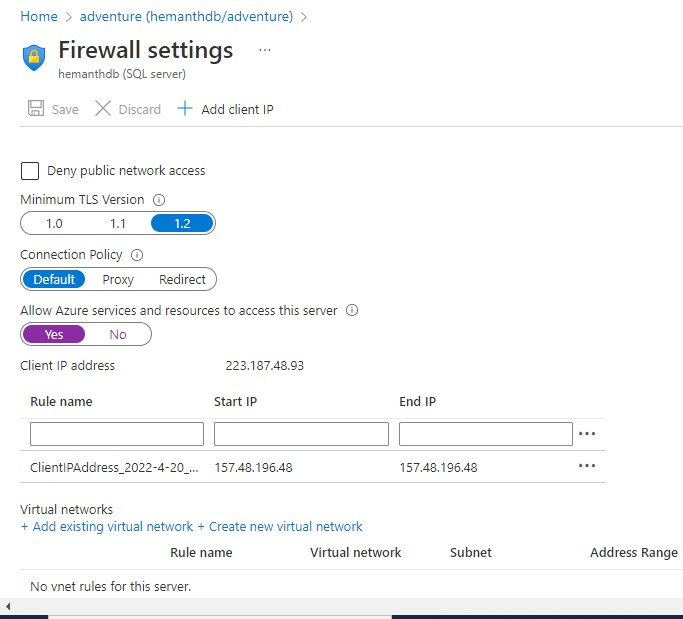 Home > adventure (hemanthdb/adventure) >
Firewall settings ...
hemanthdb (SQL server)
Save Discard + Add client IP
Deny public network access
Minimum TLS Version
1.0 1.1 1.2
Connection Policy
Default Proxy Redirect
Allow Azure services and resources to access this server
Yes No
Client IP address 223.187.48.93
Rule name Start IP End IP
ClientIPAddress_2022-4-20_... 157.48.196.48 157.48.196.48
Virtual networks
+ Add existing virtual network + Create new virtual network
Rule name Virtual network Subnet Address Range
No vnet rules for this server.